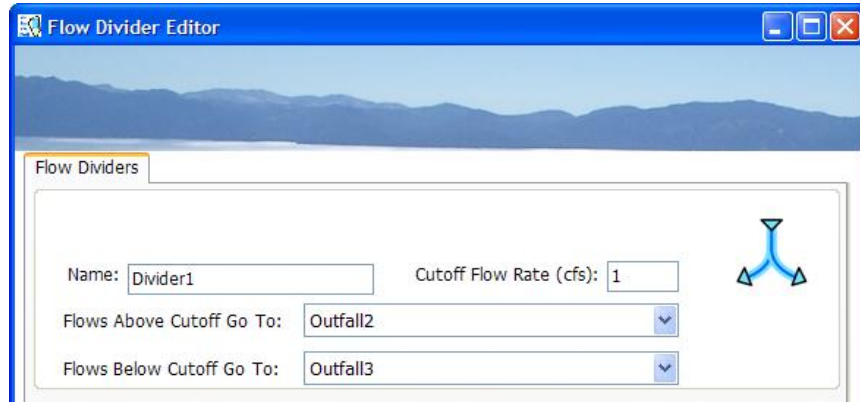 Flow Divider Editor
Flow Dividers
Name: Divider1 Cutoff Flow Rate (cfs): 1
Flows Above Cutoff Go To: Outfall2
Flows Below Cutoff Go To: Outfall3